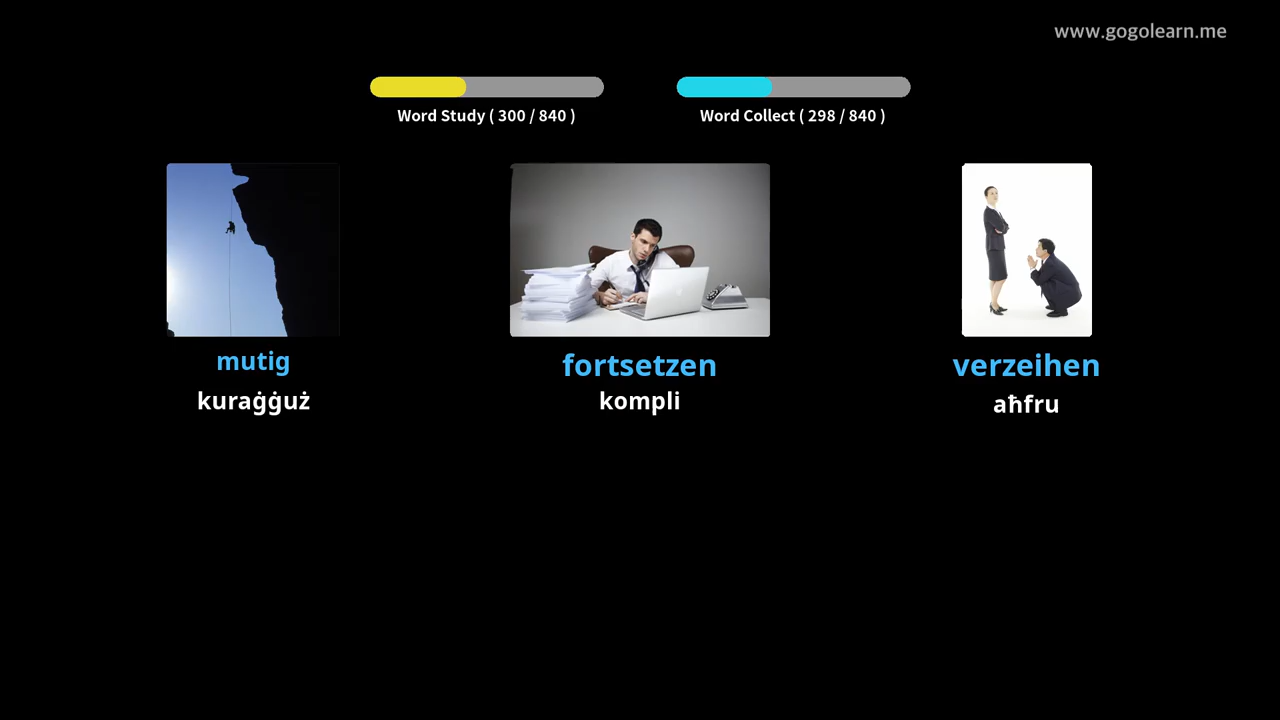 www.gogolearn.me
Word Study ( 300 / 840 )
Word Collect ( 298 / 840 )
mutig
kuraġġuż
fortsetzen
kompli
verzeihen
aħfru